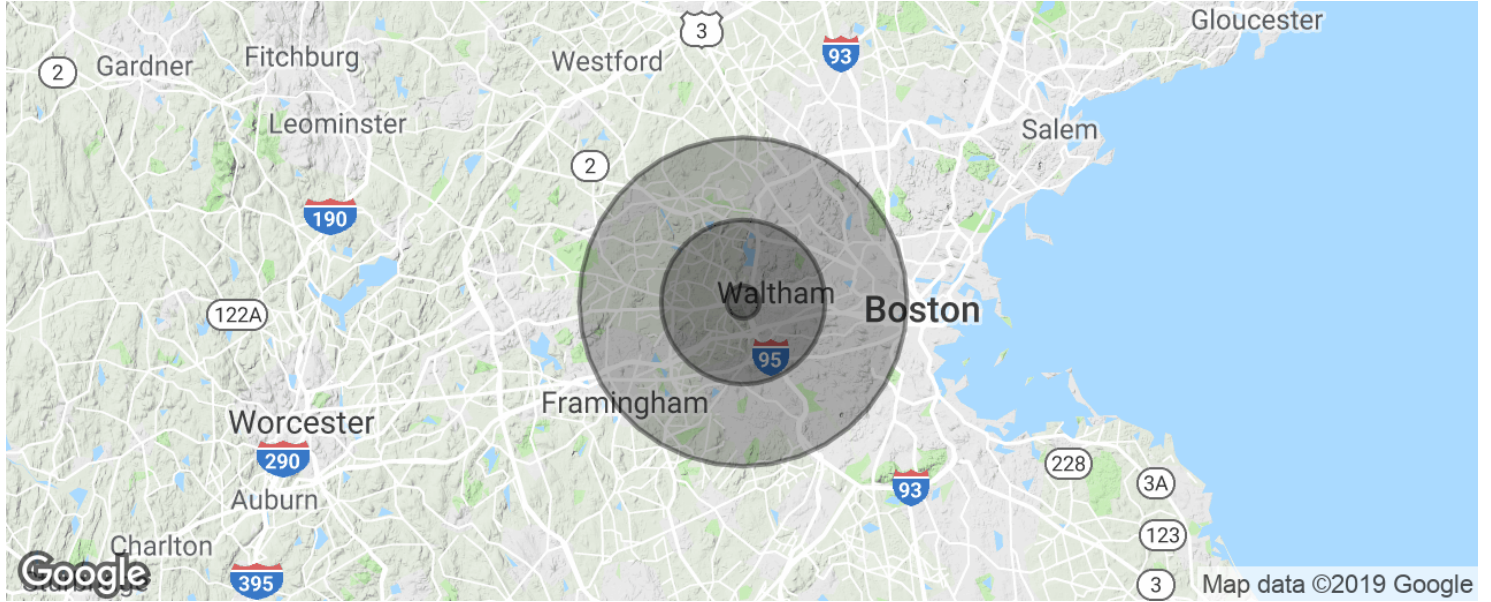 Gloucester
3
93
Fitchburg
Westford
Gardner
2
Leominster
Salem
2
190
Waltham
Boston
122A
95
Framingham
Worcester
290
228
93
3A
Auburn
123
Charlton
Google
Sturbridge
395
3
Map data ©2019 Google